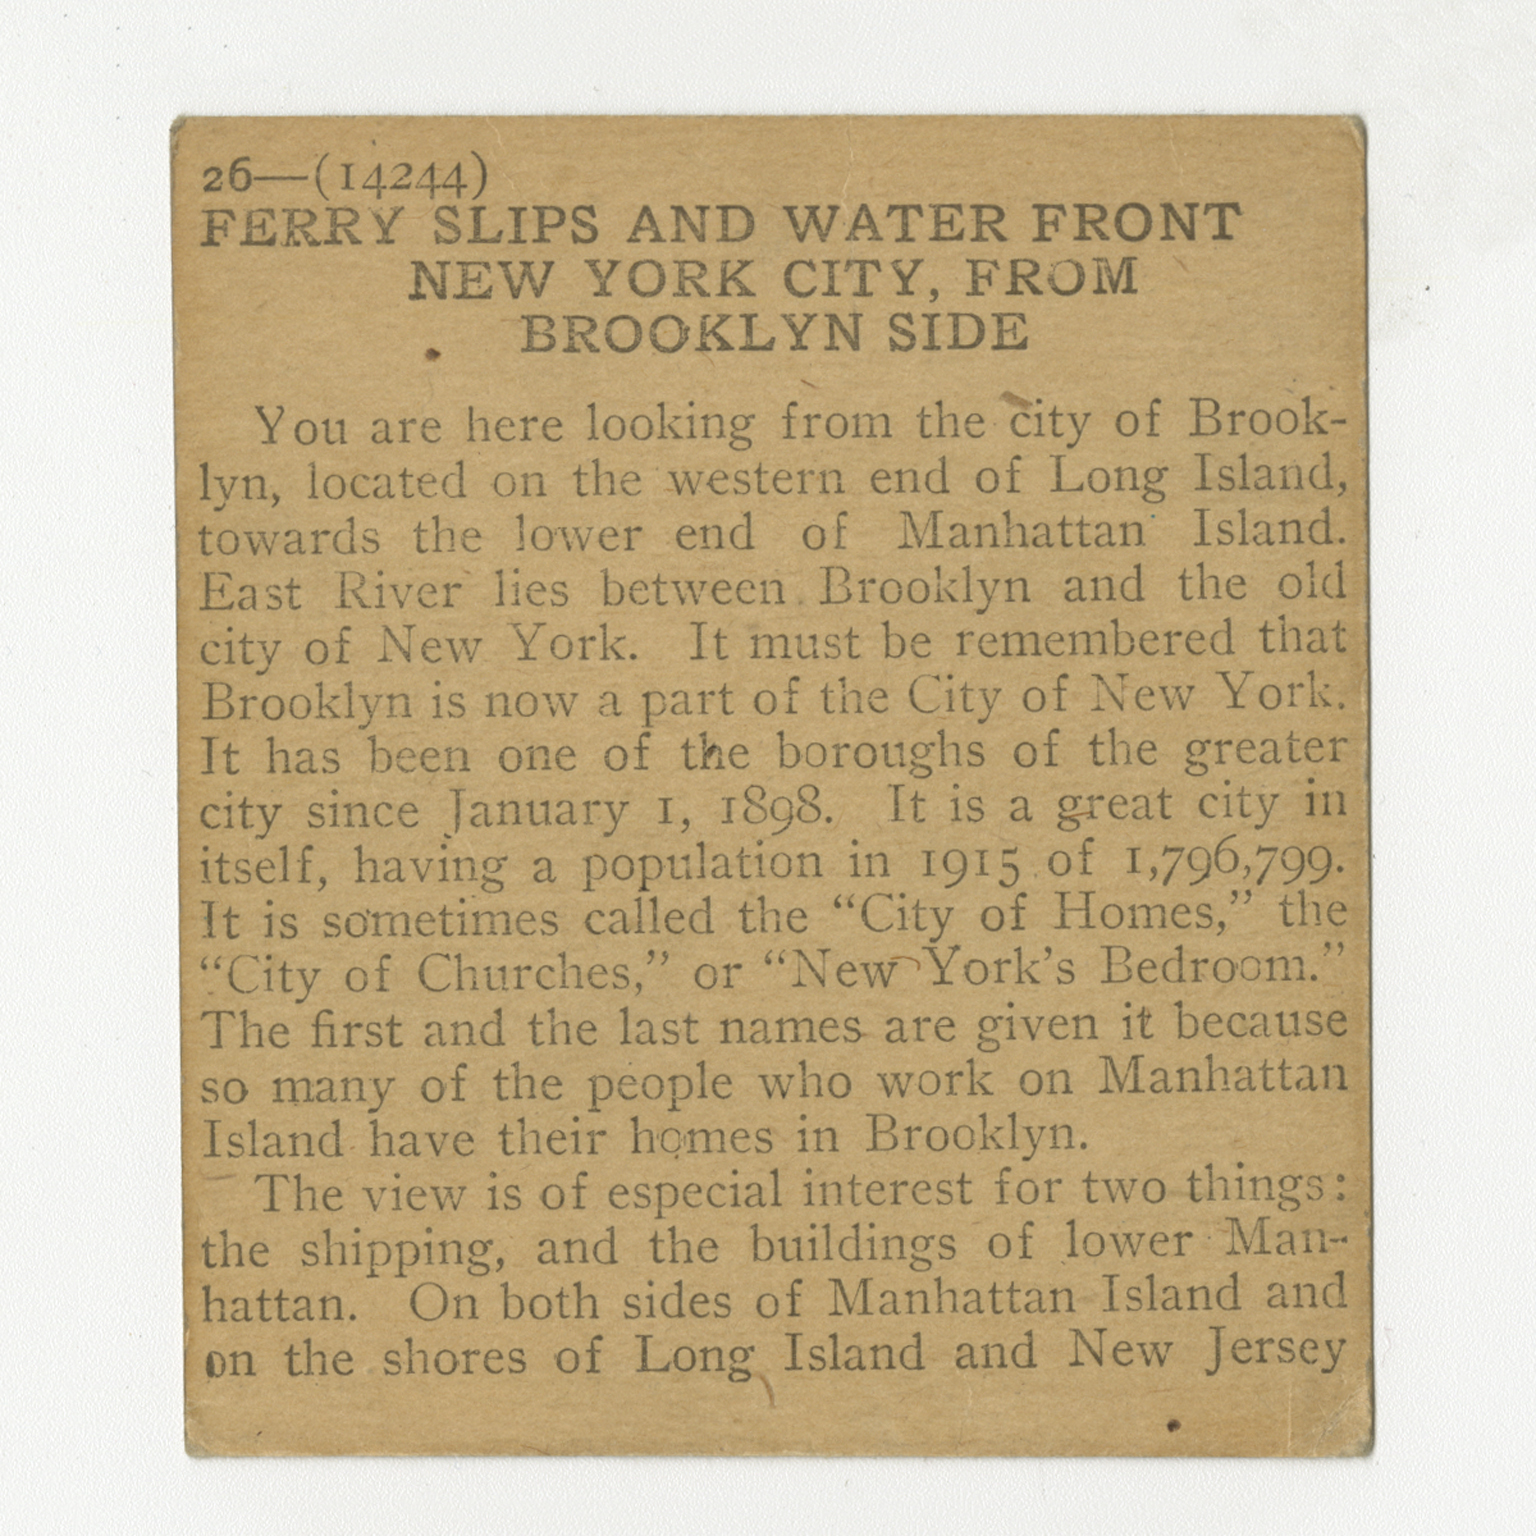 26—(14244)
FERRY SLIPS AND WATER FRONT
NEW YORK CITY, FROM
BROOKLYN SIDE
You are here looking from the city of Brook-
lyn, located on the western end of Long Island,
towards the lower end of Manhattan Island.
East River lies between Brooklyn and the old
city of New York. It must be remembered that
Brooklyn is now a part of the City of New York.
It has been one of the boroughs of the greater
city since January 1, 1898. It is a great city in
itself, having a population in 1915 of 1,796,799.
It is sometimes called the “City of Homes,” the
“City of Churches,” or “New York’s Bedroom.”
The first and the last names are given it because
so many of the people who work on Manhattan
Island have their homes in Brooklyn.
The view is of especial interest for two things:
the shipping, and the buildings of lower Man-
hattan. On both sides of Manhattan Island and
on the shores of Long Island and New Jersey